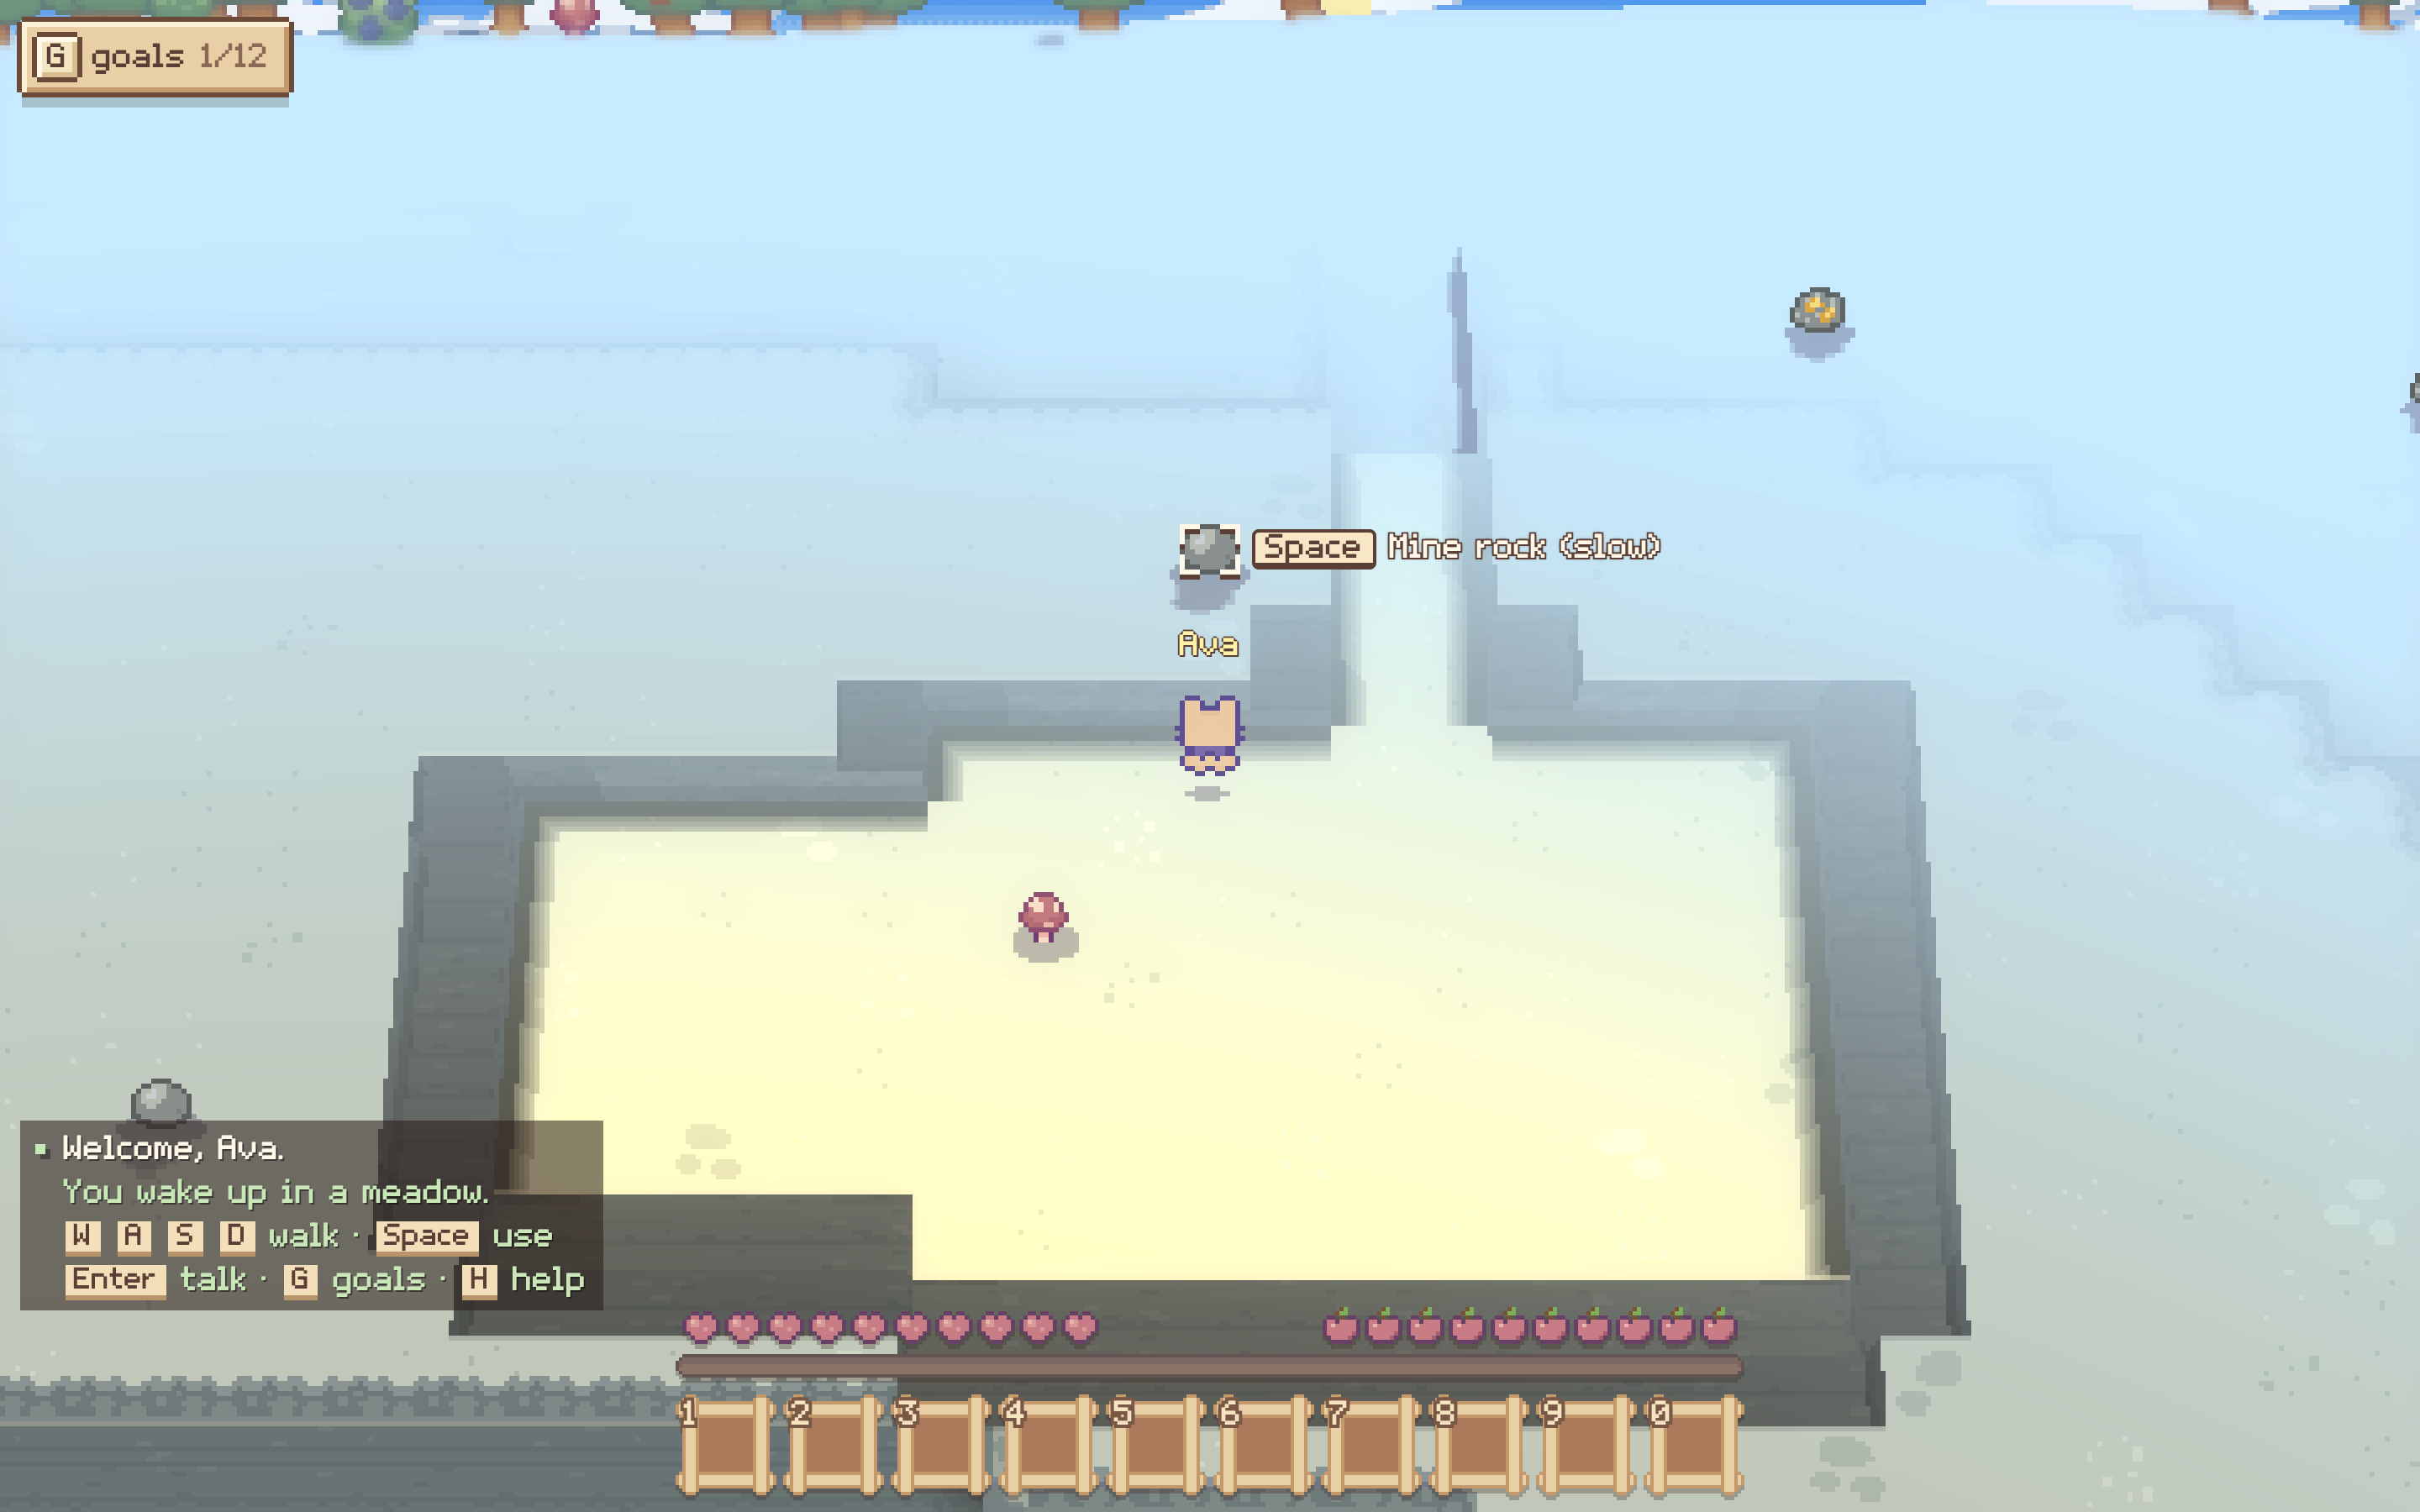 G goals 1/12
Space Mine rock (slow)
Ava
Welcome, Ava.
You wake up in a meadow.
W A S D walk · Space use
Enter talk · G goals · H help
1 2 3 4 5 6 7 8 9 0